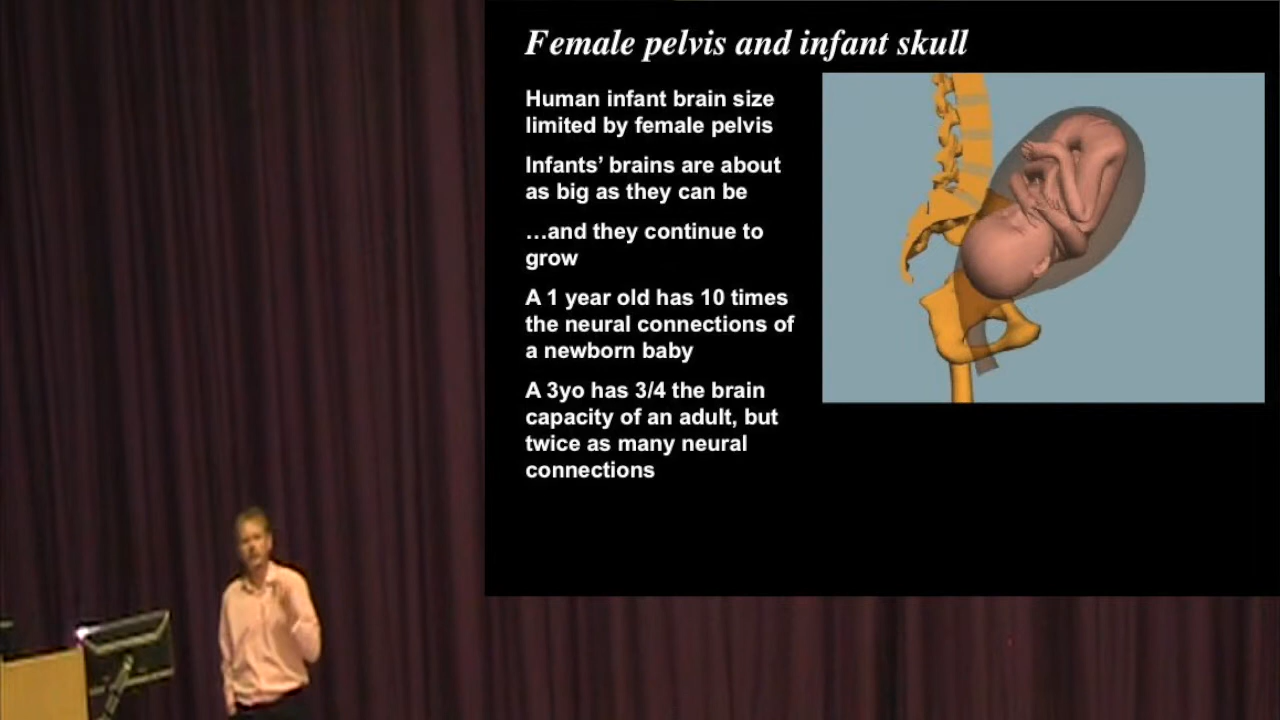 Female pelvis and infant skull
Human infant brain size
limited by female pelvis
Infants’ brains are about
as big as they can be
…and they continue to
grow
A 1 year old has 10 times
the neural connections of
a newborn baby
A 3yo has 3/4 the brain
capacity of an adult, but
twice as many neural
connections